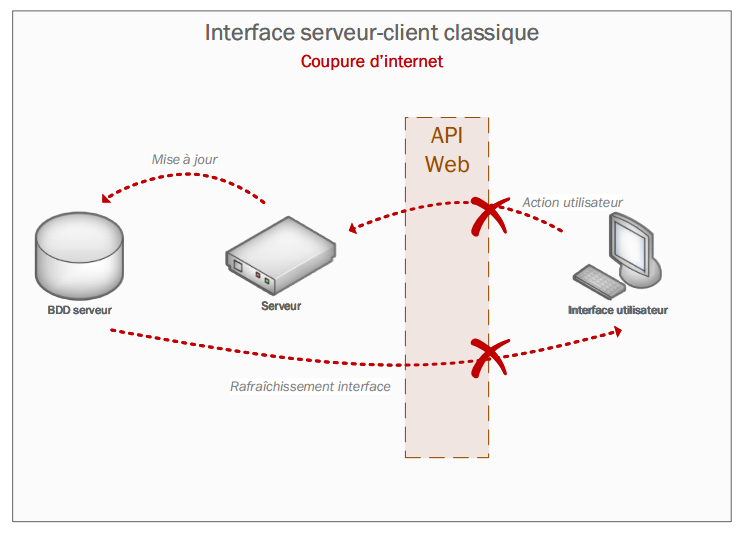 Interface serveur-client classique
Coupure d’internet
API
Web
Mise à jour
Action utilisateur
BDD serveur
Serveur
Interface utilisateur
Rafraîchissement interface